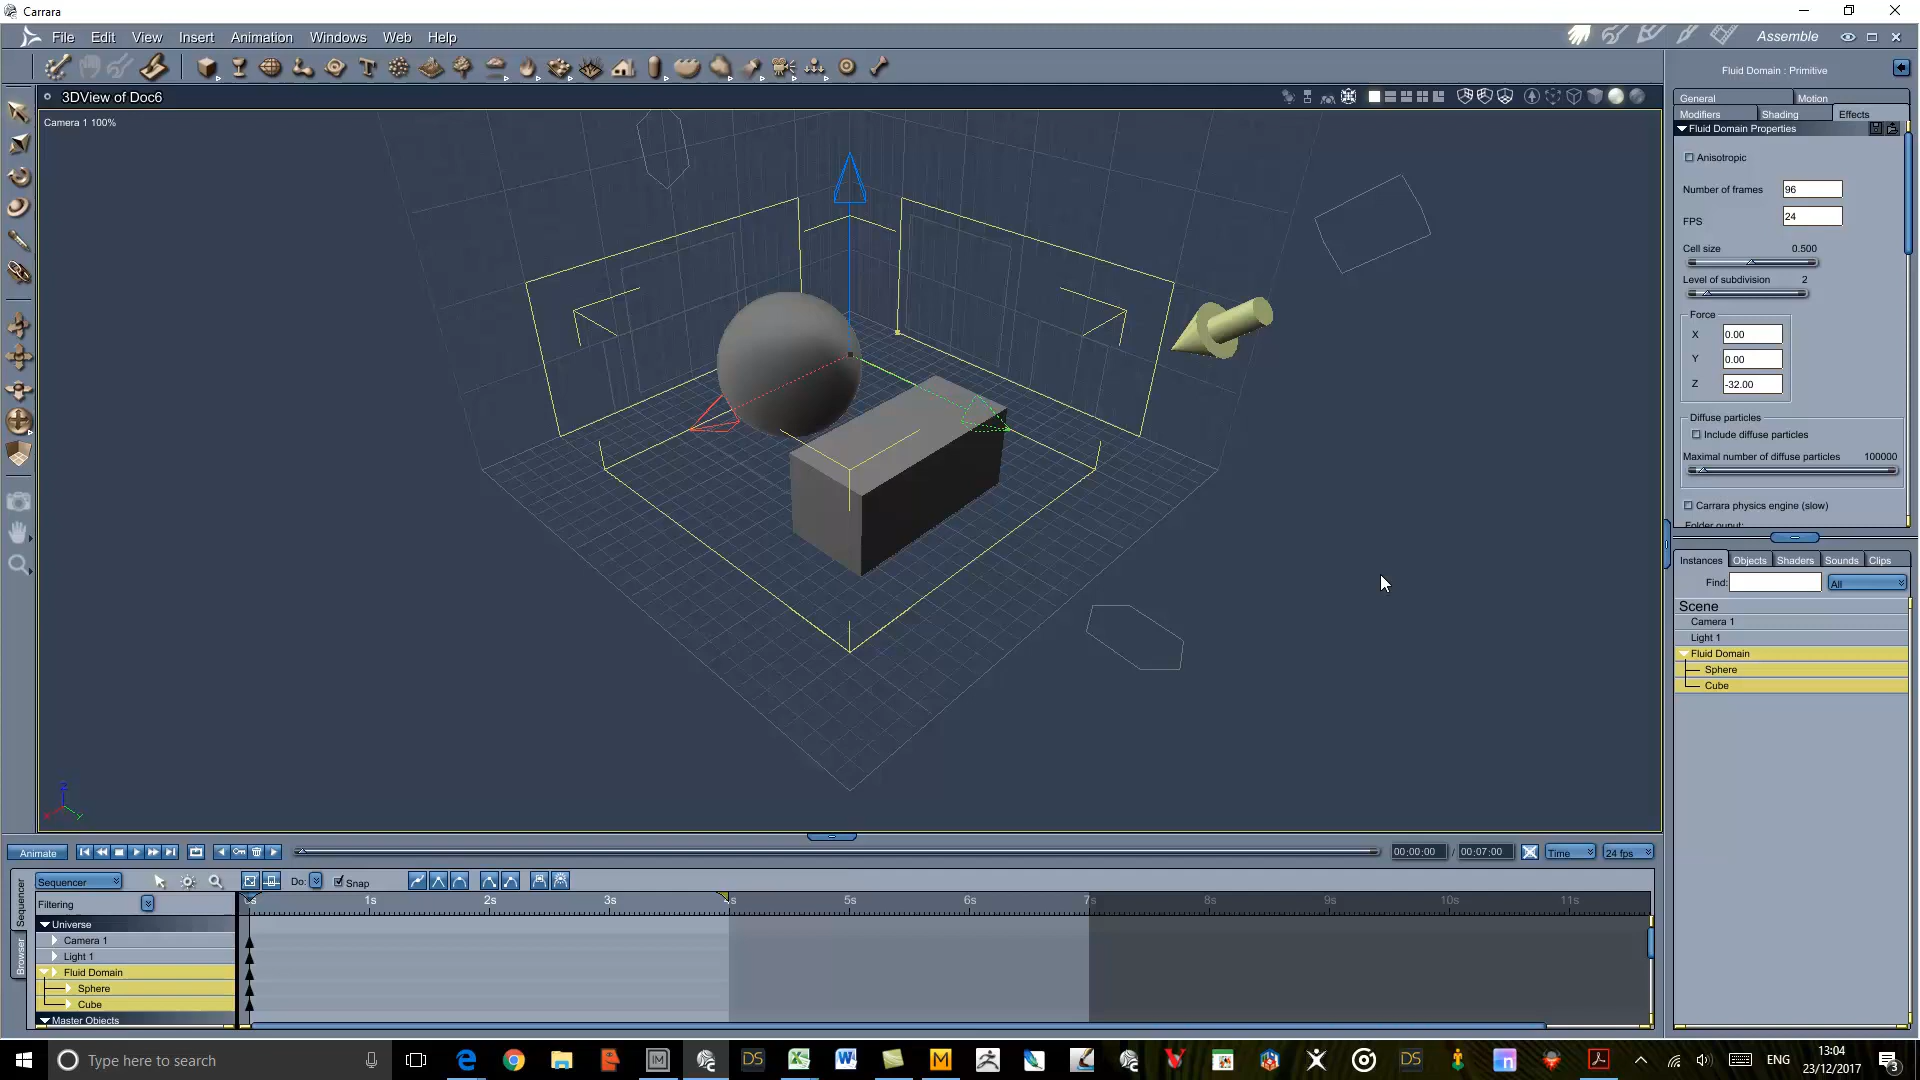 Carrara
File Edit View Insert Animation Windows Web Help
Assemble
3DView of Doc6
Camera 1 100%
Fluid Domain : Primitive
General Motion
Modifiers Shading Effects
Fluid Domain Properties
Anisotropic
Number of frames 96
FPS 24
Cell size 0.500
Level of subdivision 2
Force
X 0.00
Y 0.00
Z -32.00
Diffuse particles
Include diffuse particles
Maximal number of diffuse particles 100000
Carrara physics engine (slow)
Folder ouput:
Instances Objects Shaders Sounds Clips
Find: All
Scene
Camera 1
Light 1
Fluid Domain
Sphere
Cube
Animate 00:00:00 / 00:07:00 Time 24 fps
Sequencer Do: Snap
Filtering 0s 1s 2s 3s 4s 5s 6s 7s 8s 9s 10s 11s
Sequencer
Browser
Universe
Camera 1
Light 1
Fluid Domain
Sphere
Cube
Master Objects
Type here to search
ENG
13:04
23/12/2017